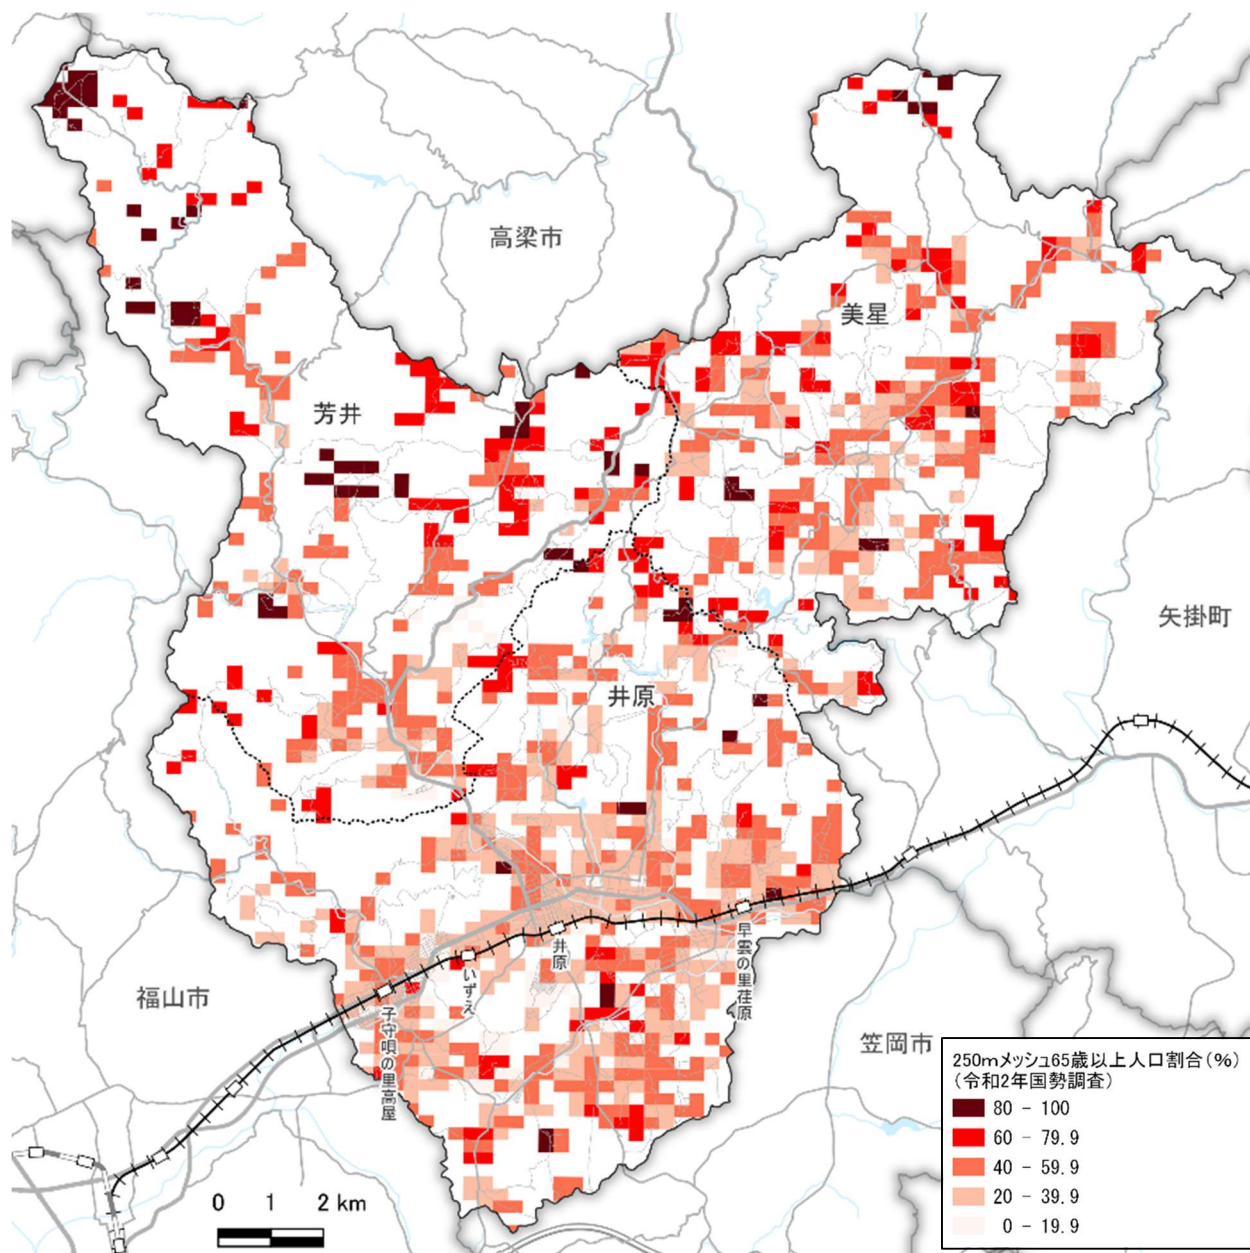 高梁市
美星
芳井
矢掛町
井原
井原
いずえ
早雲の里荏原
子守唄の里高屋
福山市
笠岡市
0 1 2 km
250mメッシュ65歳以上人口割合(%)
(令和2年国勢調査)
80 - 100
60 - 79.9
40 - 59.9
20 - 39.9
0 - 19.9